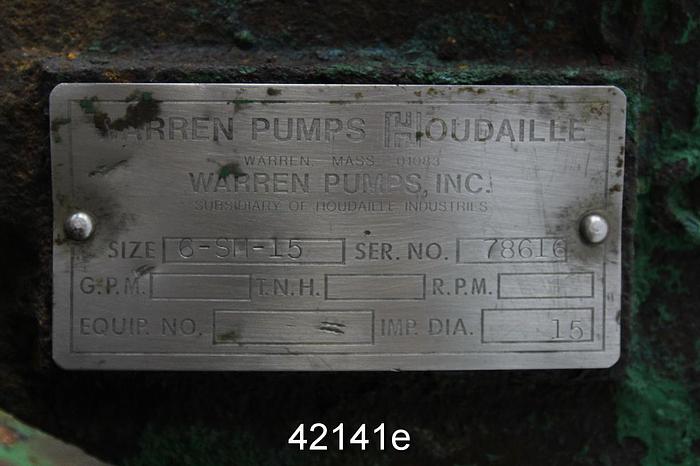 WARREN PUMPS HOUDAILLE
WARREN, MASS. 01083
WARREN PUMPS, INC.
SUBSIDIARY OF HOUDAILLE INDUSTRIES
SIZE 6-SH-15 SER. NO. 78616
G.P.M. T.N.H. R.P.M.
EQUIP. NO. IMP. DIA. 15
42141e